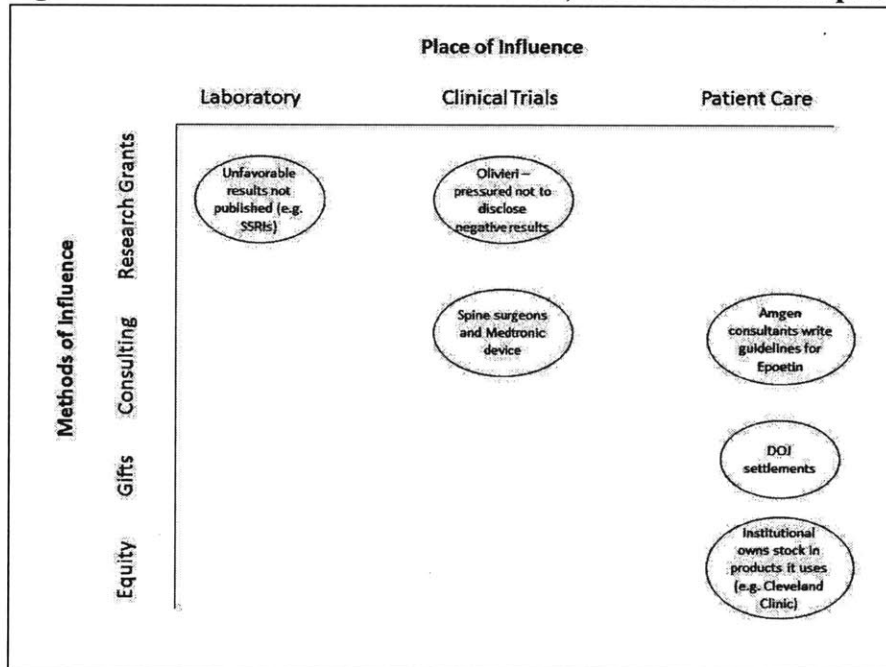 Place of Influence
Laboratory Clinical Trials Patient Care
Methods of Influence
Research Grants
Unfavorable
results not
published (e.g.
SSRIs)
Olivieri –
pressured not to
disclose
negative results
Consulting
Spine surgeons
and Medtronic
device
Amgen
consultants write
guidelines for
Epoetin
Gifts
DOJ
settlements
Equity
Institutional
owns stock in
products it uses
(e.g. Cleveland
Clinic)